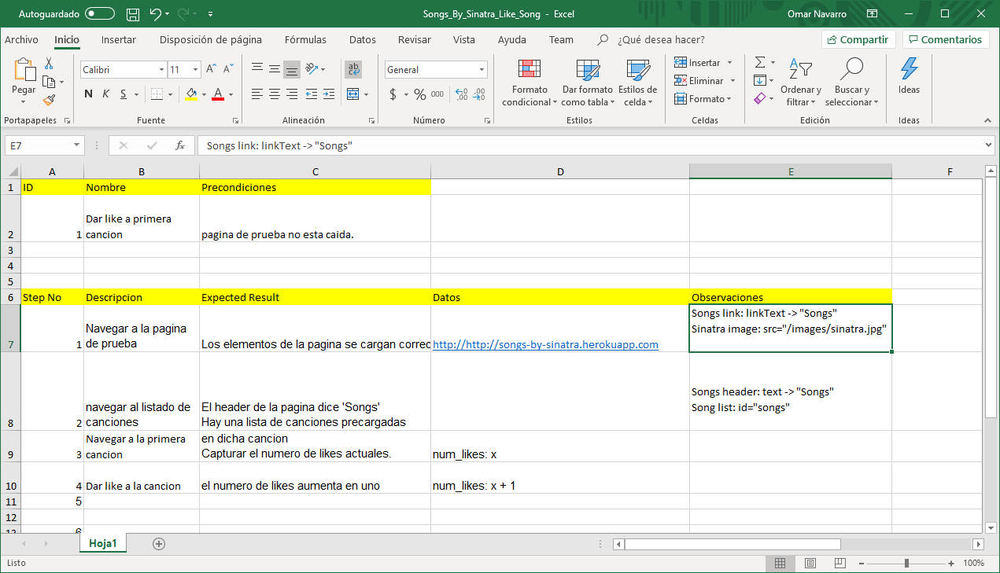 Autoguardado
Songs_By_Sinatra_Like_Song - Excel
Omar Navarro
Archivo Inicio Insertar Disposición de página Fórmulas Datos Revisar Vista Ayuda Team ¿Qué desea hacer? Compartir Comentarios
Pegar
Calibri 11
N K S
General
$ % 000
Formato condicional
Dar formato como tabla
Estilos de celda
Insertar
Eliminar
Formato
Ordenar y filtrar
Buscar y seleccionar
Ideas
Portapapeles Fuente Alineación Número Estilos Celdas Edición Ideas
E7 fx Songs link: linkText -> "Songs"
A B C D E F
1 ID Nombre Precondiciones
Dar like a primera
2 1 cancion pagina de prueba no esta caida.
3
4
5
6 Step No Descripcion Expected Result Datos Observaciones
Songs link: linkText -> "Songs"
Navegar a la pagina Sinatra image: src="/images/sinatra.jpg"
7 1 de prueba Los elementos de la pagina se cargan correc http://http://songs-by-sinatra.herokuapp.com
Songs header: text -> "Songs"
navegar al listado de El header de la pagina dice 'Songs' Song list: id="songs"
8 2 canciones Hay una lista de canciones precargadas
Navegar a la primera en dicha cancion
9 3 cancion Capturar el numero de likes actuales. num_likes: x
10 4 Dar like a la cancion el numero de likes aumenta en uno num_likes: x + 1
11 5
12
13 6
Hoja1
Listo
100%